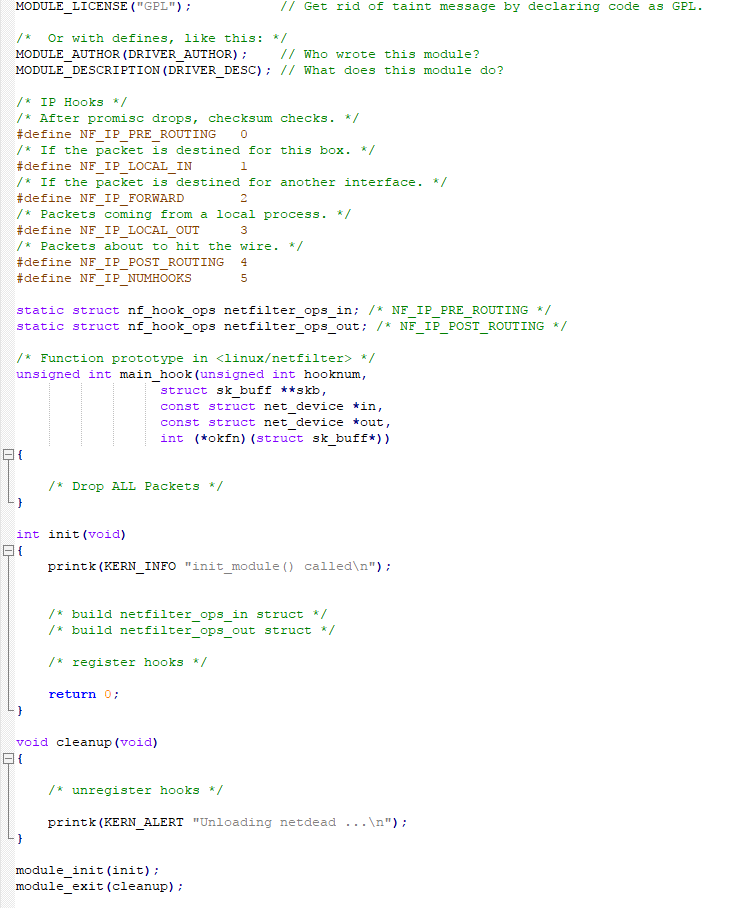 MODULE_LICENSE("GPL");           // Get rid of taint message by declaring code as GPL.
/*  Or with defines, like this: */
MODULE_AUTHOR(DRIVER_AUTHOR);    // Who wrote this module?
MODULE_DESCRIPTION(DRIVER_DESC); // What does this module do?
/* IP Hooks */
/* After promisc drops, checksum checks. */
#define NF_IP_PRE_ROUTING   0
/* If the packet is destined for this box. */
#define NF_IP_LOCAL_IN      1
/* If the packet is destined for another interface. */
#define NF_IP_FORWARD       2
/* Packets coming from a local process. */
#define NF_IP_LOCAL_OUT     3
/* Packets about to hit the wire. */
#define NF_IP_POST_ROUTING  4
#define NF_IP_NUMHOOKS      5
static struct nf_hook_ops netfilter_ops_in; /* NF_IP_PRE_ROUTING */
static struct nf_hook_ops netfilter_ops_out; /* NF_IP_POST_ROUTING */
/* Function prototype in <linux/netfilter> */
unsigned int main_hook(unsigned int hooknum,
                  struct sk_buff **skb,
                  const struct net_device *in,
                  const struct net_device *out,
                  int (*okfn)(struct sk_buff*))
{
    /* Drop ALL Packets */
}
int init(void)
{
    printk(KERN_INFO "init_module() called\n");
    /* build netfilter_ops_in struct */
    /* build netfilter_ops_out struct */
    /* register hooks */
    return 0;
}
void cleanup(void)
{
    /* unregister hooks */
    printk(KERN_ALERT "Unloading netdead ...\n");
}
module_init(init);
module_exit(cleanup);